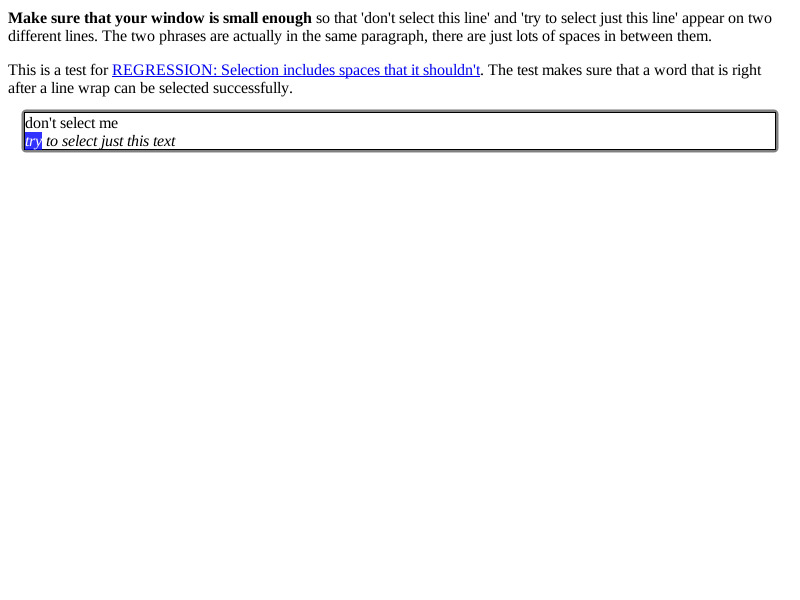 Make sure that your window is small enough so that 'don't select this line' and 'try to select just this line' appear on two
different lines. The two phrases are actually in the same paragraph, there are just lots of spaces in between them.
This is a test for REGRESSION: Selection includes spaces that it shouldn't. The test makes sure that a word that is right
after a line wrap can be selected successfully.
don't select me
try to select just this text